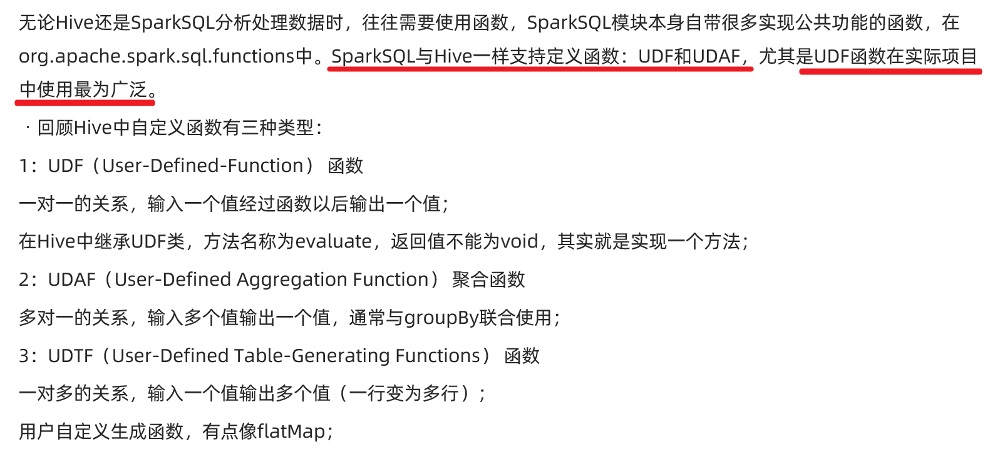 无论Hive还是SparkSQL分析处理数据时，往往需要使用函数，SparkSQL模块本身自带很多实现公共功能的函数，在
org.apache.spark.sql.functions中。SparkSQL与Hive一样支持定义函数：UDF和UDAF，尤其是UDF函数在实际项目
中使用最为广泛。
· 回顾Hive中自定义函数有三种类型：
1：UDF（User-Defined-Function） 函数
一对一的关系，输入一个值经过函数以后输出一个值；
在Hive中继承UDF类，方法名称为evaluate，返回值不能为void，其实就是实现一个方法；
2：UDAF（User-Defined Aggregation Function） 聚合函数
多对一的关系，输入多个值输出一个值，通常与groupBy联合使用；
3：UDTF（User-Defined Table-Generating Functions） 函数
一对多的关系，输入一个值输出多个值（一行变为多行）；
用户自定义生成函数，有点像flatMap；